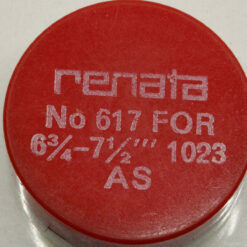 renata
No 617 FOR
6¾-7½''' 1023
AS